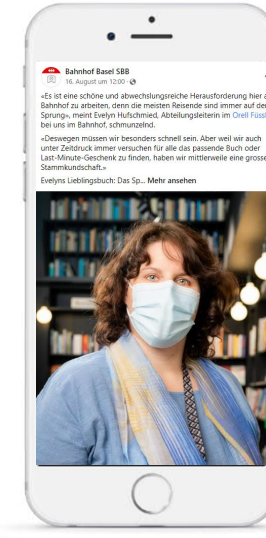 Bahnhof Basel SBB
16. August um 12:00 ·
«Es ist eine schöne und abwechslungsreiche Herausforderung hier a
Bahnhof zu arbeiten, denn die meisten Reisende sind immer auf der
Sprung», meint Evelyn Hufschmied, Abteilungsleiterin im Orell Füssl
bei uns im Bahnhof, schmunzelnd.
«Deswegen müssen wir besonders schnell sein. Aber weil wir auch
unter Zeitdruck immer versuchen für alle das passende Buch oder
Last-Minute-Geschenk zu finden, haben wir mittlerweile eine grosse
Stammkundschaft.»
Evelyns Lieblingsbuch: Das Sp... Mehr ansehen